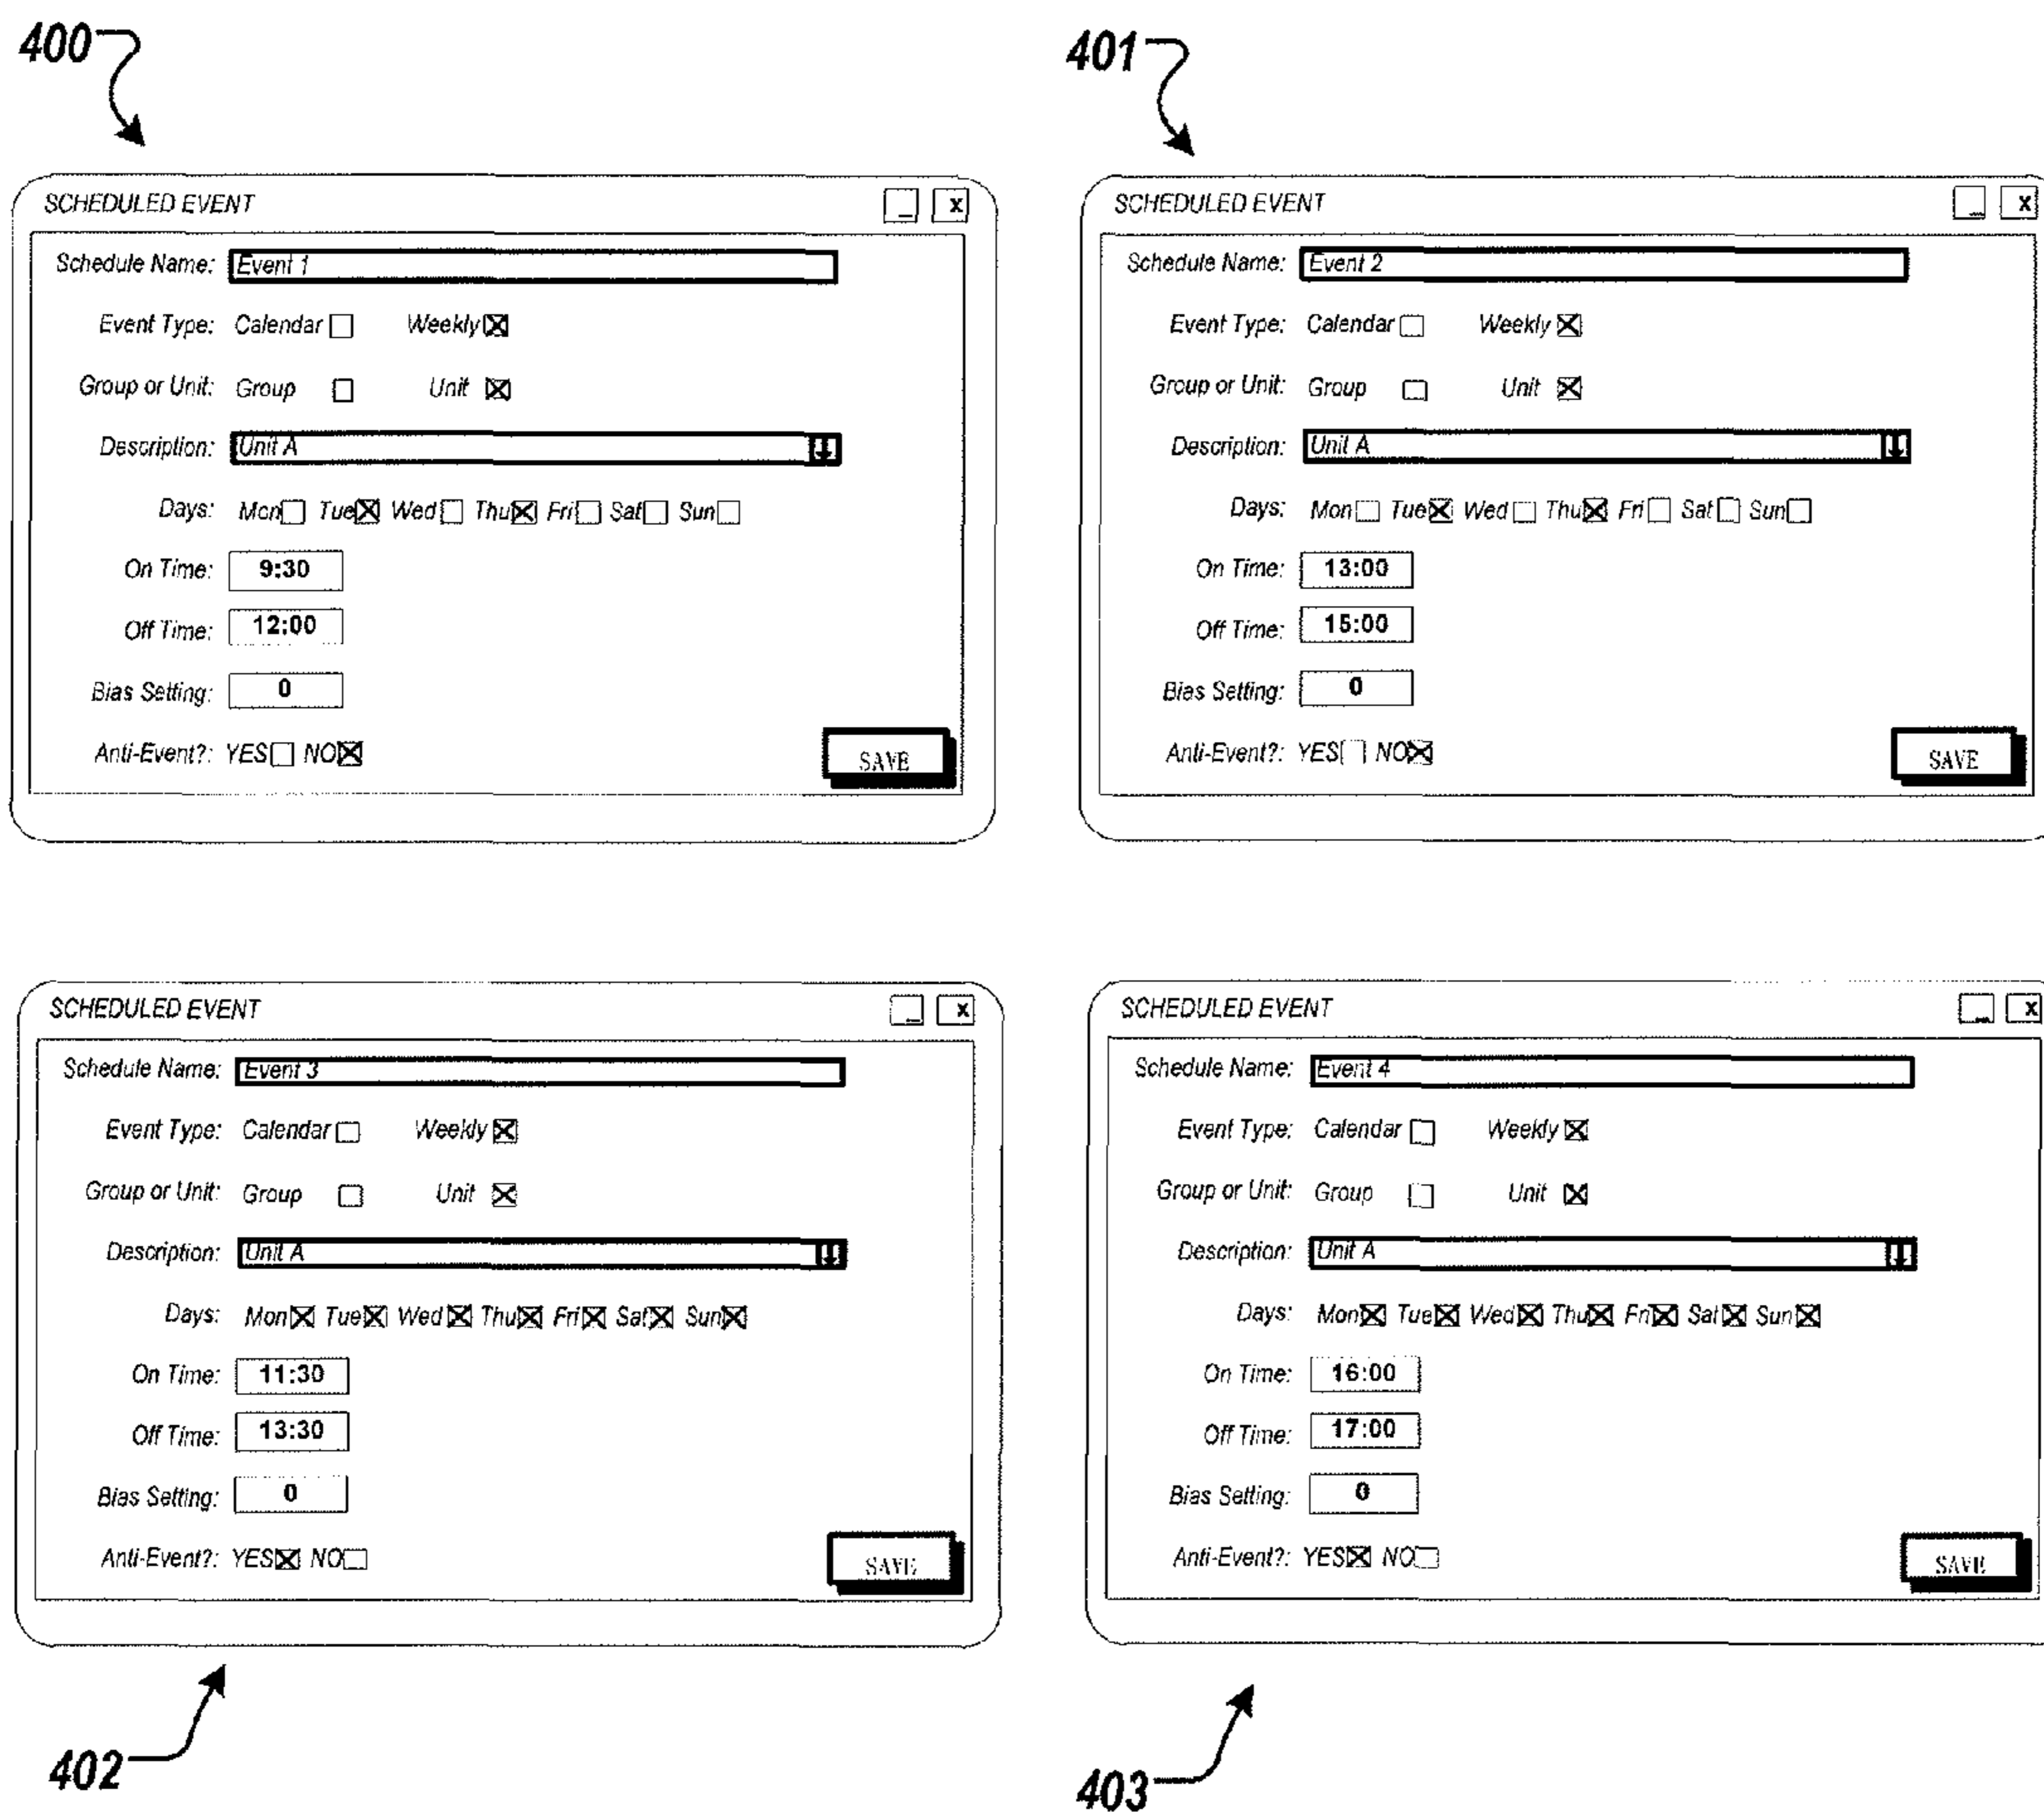 400
SCHEDULED EVENT _ X
Schedule Name: Event 1
Event Type: Calendar Weekly
Group or Unit: Group Unit
Description: Unit A
Days: Mon Tue Wed Thu Fri Sat Sun
On Time: 9:30
Off Time: 12:00
Bias Setting: 0
Anti-Event?: YES NO
SAVE
401
SCHEDULED EVENT _ X
Schedule Name: Event 2
Event Type: Calendar Weekly
Group or Unit: Group Unit
Description: Unit A
Days: Mon Tue Wed Thu Fri Sat Sun
On Time: 13:00
Off Time: 15:00
Bias Setting: 0
Anti-Event?: YES NO
SAVE
SCHEDULED EVENT _ X
Schedule Name: Event 3
Event Type: Calendar Weekly
Group or Unit: Group Unit
Description: Unit A
Days: Mon Tue Wed Thu Fri Sat Sun
On Time: 11:30
Off Time: 13:30
Bias Setting: 0
Anti-Event?: YES NO
SAVE
402
SCHEDULED EVENT _ X
Schedule Name: Event 4
Event Type: Calendar Weekly
Group or Unit: Group Unit
Description: Unit A
Days: Mon Tue Wed Thu Fri Sat Sun
On Time: 16:00
Off Time: 17:00
Bias Setting: 0
Anti-Event?: YES NO
SAVE
403